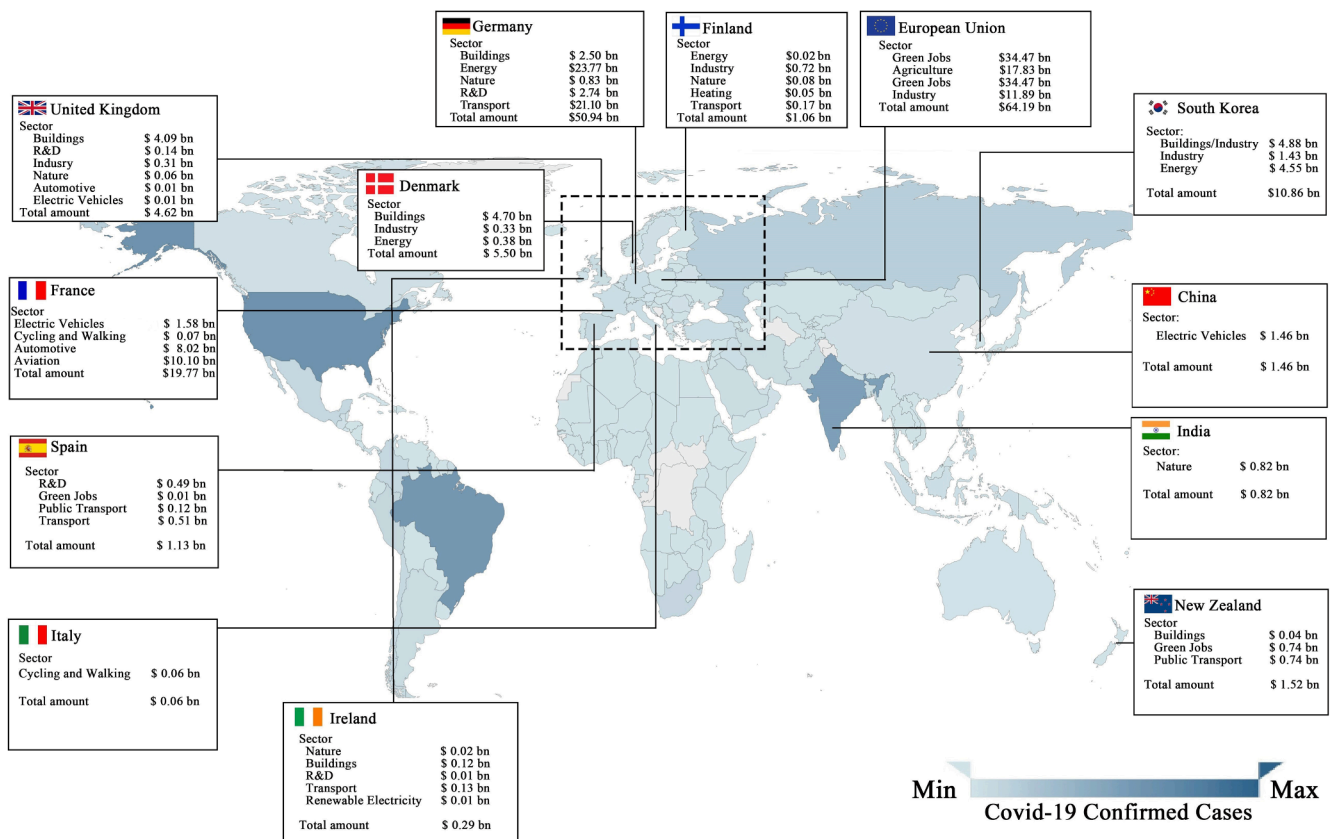 Germany
Sector
Buildings $ 2.50 bn
Energy $23.77 bn
Nature $ 0.83 bn
R&D $ 2.74 bn
Transport $21.10 bn
Total amount $50.94 bn
Finland
Sector
Energy $0.02 bn
Industry $0.72 bn
Nature $0.08 bn
Heating $0.05 bn
Transport $0.17 bn
Total amount $1.06 bn
European Union
Sector
Green Jobs $34.47 bn
Agriculture $17.83 bn
Green Jobs $34.47 bn
Industry $11.89 bn
Total amount $64.19 bn
United Kingdom
Sector
Buildings $ 4.09 bn
R&D $ 0.14 bn
Indusry $ 0.31 bn
Nature $ 0.06 bn
Automotive $ 0.01 bn
Electric Vehicles $ 0.01 bn
Total amount $ 4.62 bn
South Korea
Sector:
Buildings/Industry $ 4.88 bn
Industry $ 1.43 bn
Energy $ 4.55 bn
Total amount $10.86 bn
Denmark
Sector
Buildings $ 4.70 bn
Industry $ 0.33 bn
Energy $ 0.38 bn
Total amount $ 5.50 bn
France
Sector
Electric Vehicles $ 1.58 bn
Cycling and Walking $ 0.07 bn
Automotive $ 8.02 bn
Aviation $10.10 bn
Total amount $19.77 bn
China
Sector:
Electric Vehicles $ 1.46 bn
Total amount $ 1.46 bn
Spain
Sector
R&D $ 0.49 bn
Green Jobs $ 0.01 bn
Public Transport $ 0.12 bn
Transport $ 0.51 bn
Total amount $ 1.13 bn
India
Sector:
Nature $ 0.82 bn
Total amount $ 0.82 bn
Italy
Sector
Cycling and Walking $ 0.06 bn
Total amount $ 0.06 bn
New Zealand
Sector
Buildings $ 0.04 bn
Green Jobs $ 0.74 bn
Public Transport $ 0.74 bn
Total amount $ 1.52 bn
Ireland
Sector
Nature $ 0.02 bn
Buildings $ 0.12 bn
R&D $ 0.01 bn
Transport $ 0.13 bn
Renewable Electricity $ 0.01 bn
Total amount $ 0.29 bn
Min Max
Covid-19 Confirmed Cases